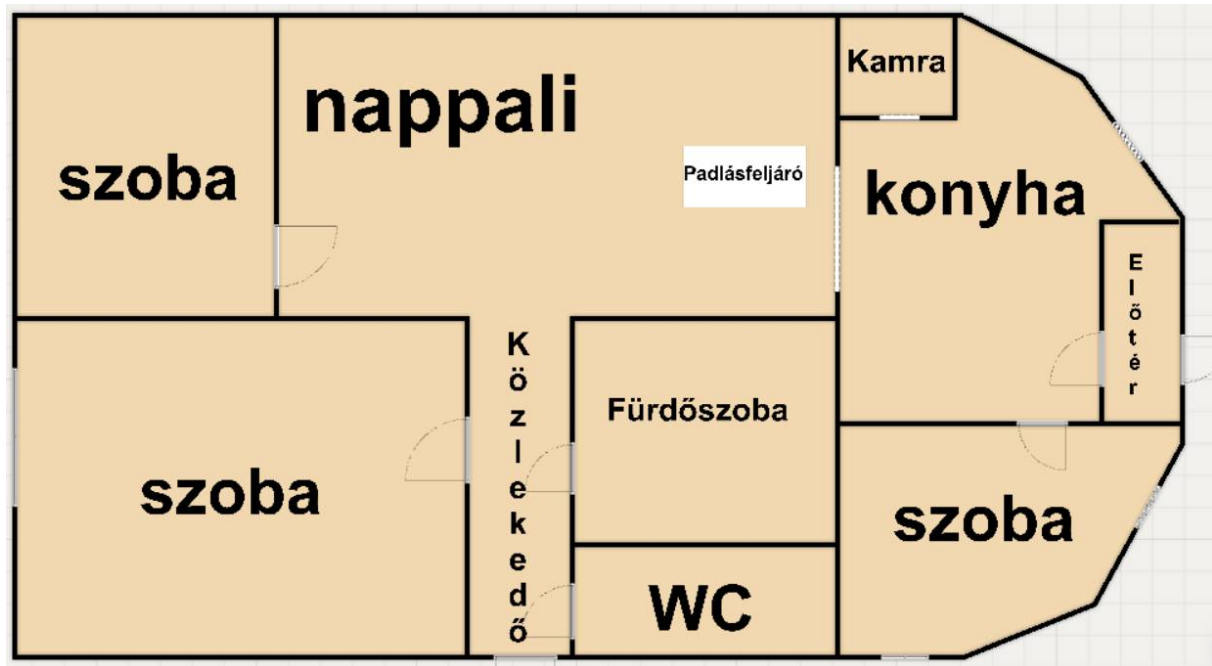 Kamra
nappali
szoba
Padlásfeljáró
konyha
Előtér
Közlekedő
Fürdőszoba
szoba
szoba
WC